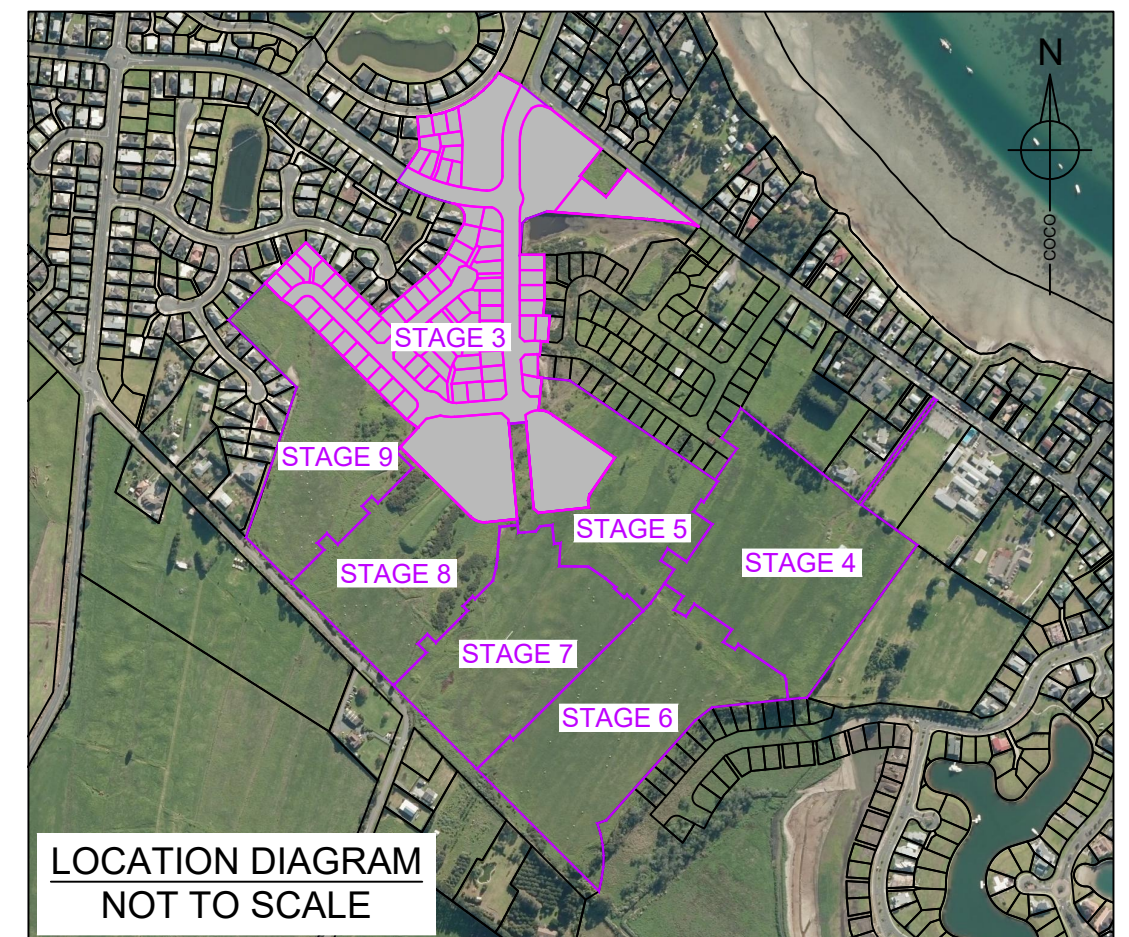 N
COCO
STAGE 3
STAGE 9
STAGE 5
STAGE 4
STAGE 8
STAGE 7
STAGE 6
LOCATION DIAGRAM
NOT TO SCALE